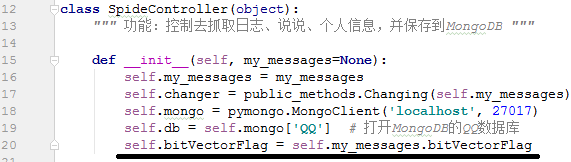 12 class SpideController(object):
13 """ 功能：控制去抓取日志、说说、个人信息，并保存到MongoDB """
14
15 def __init__(self, my_messages=None):
16 self.my_messages = my_messages
17 self.changer = public_methods.Changing(self.my_messages)
18 self.mongo = pymongo.MongoClient('localhost', 27017)
19 self.db = self.mongo['QQ'] # 打开MongoDB的QQ数据库
20 self.bitVectorFlag = self.my_messages.bitVectorFlag